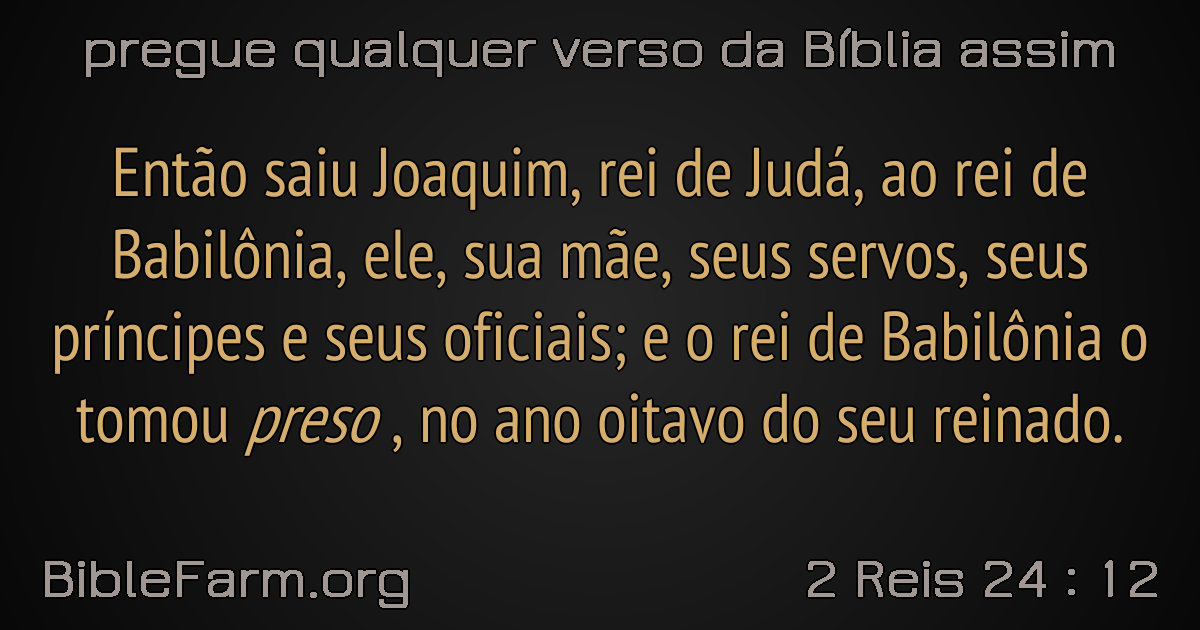 pregue qualquer verso da Bíblia assim
Então saiu Joaquim, rei de Judá, ao rei de
Babilônia, ele, sua mãe, seus servos, seus
príncipes e seus oficiais; e o rei de Babilônia o
tomou preso , no ano oitavo do seu reinado.
BibleFarm.org
2 Reis 24 : 12